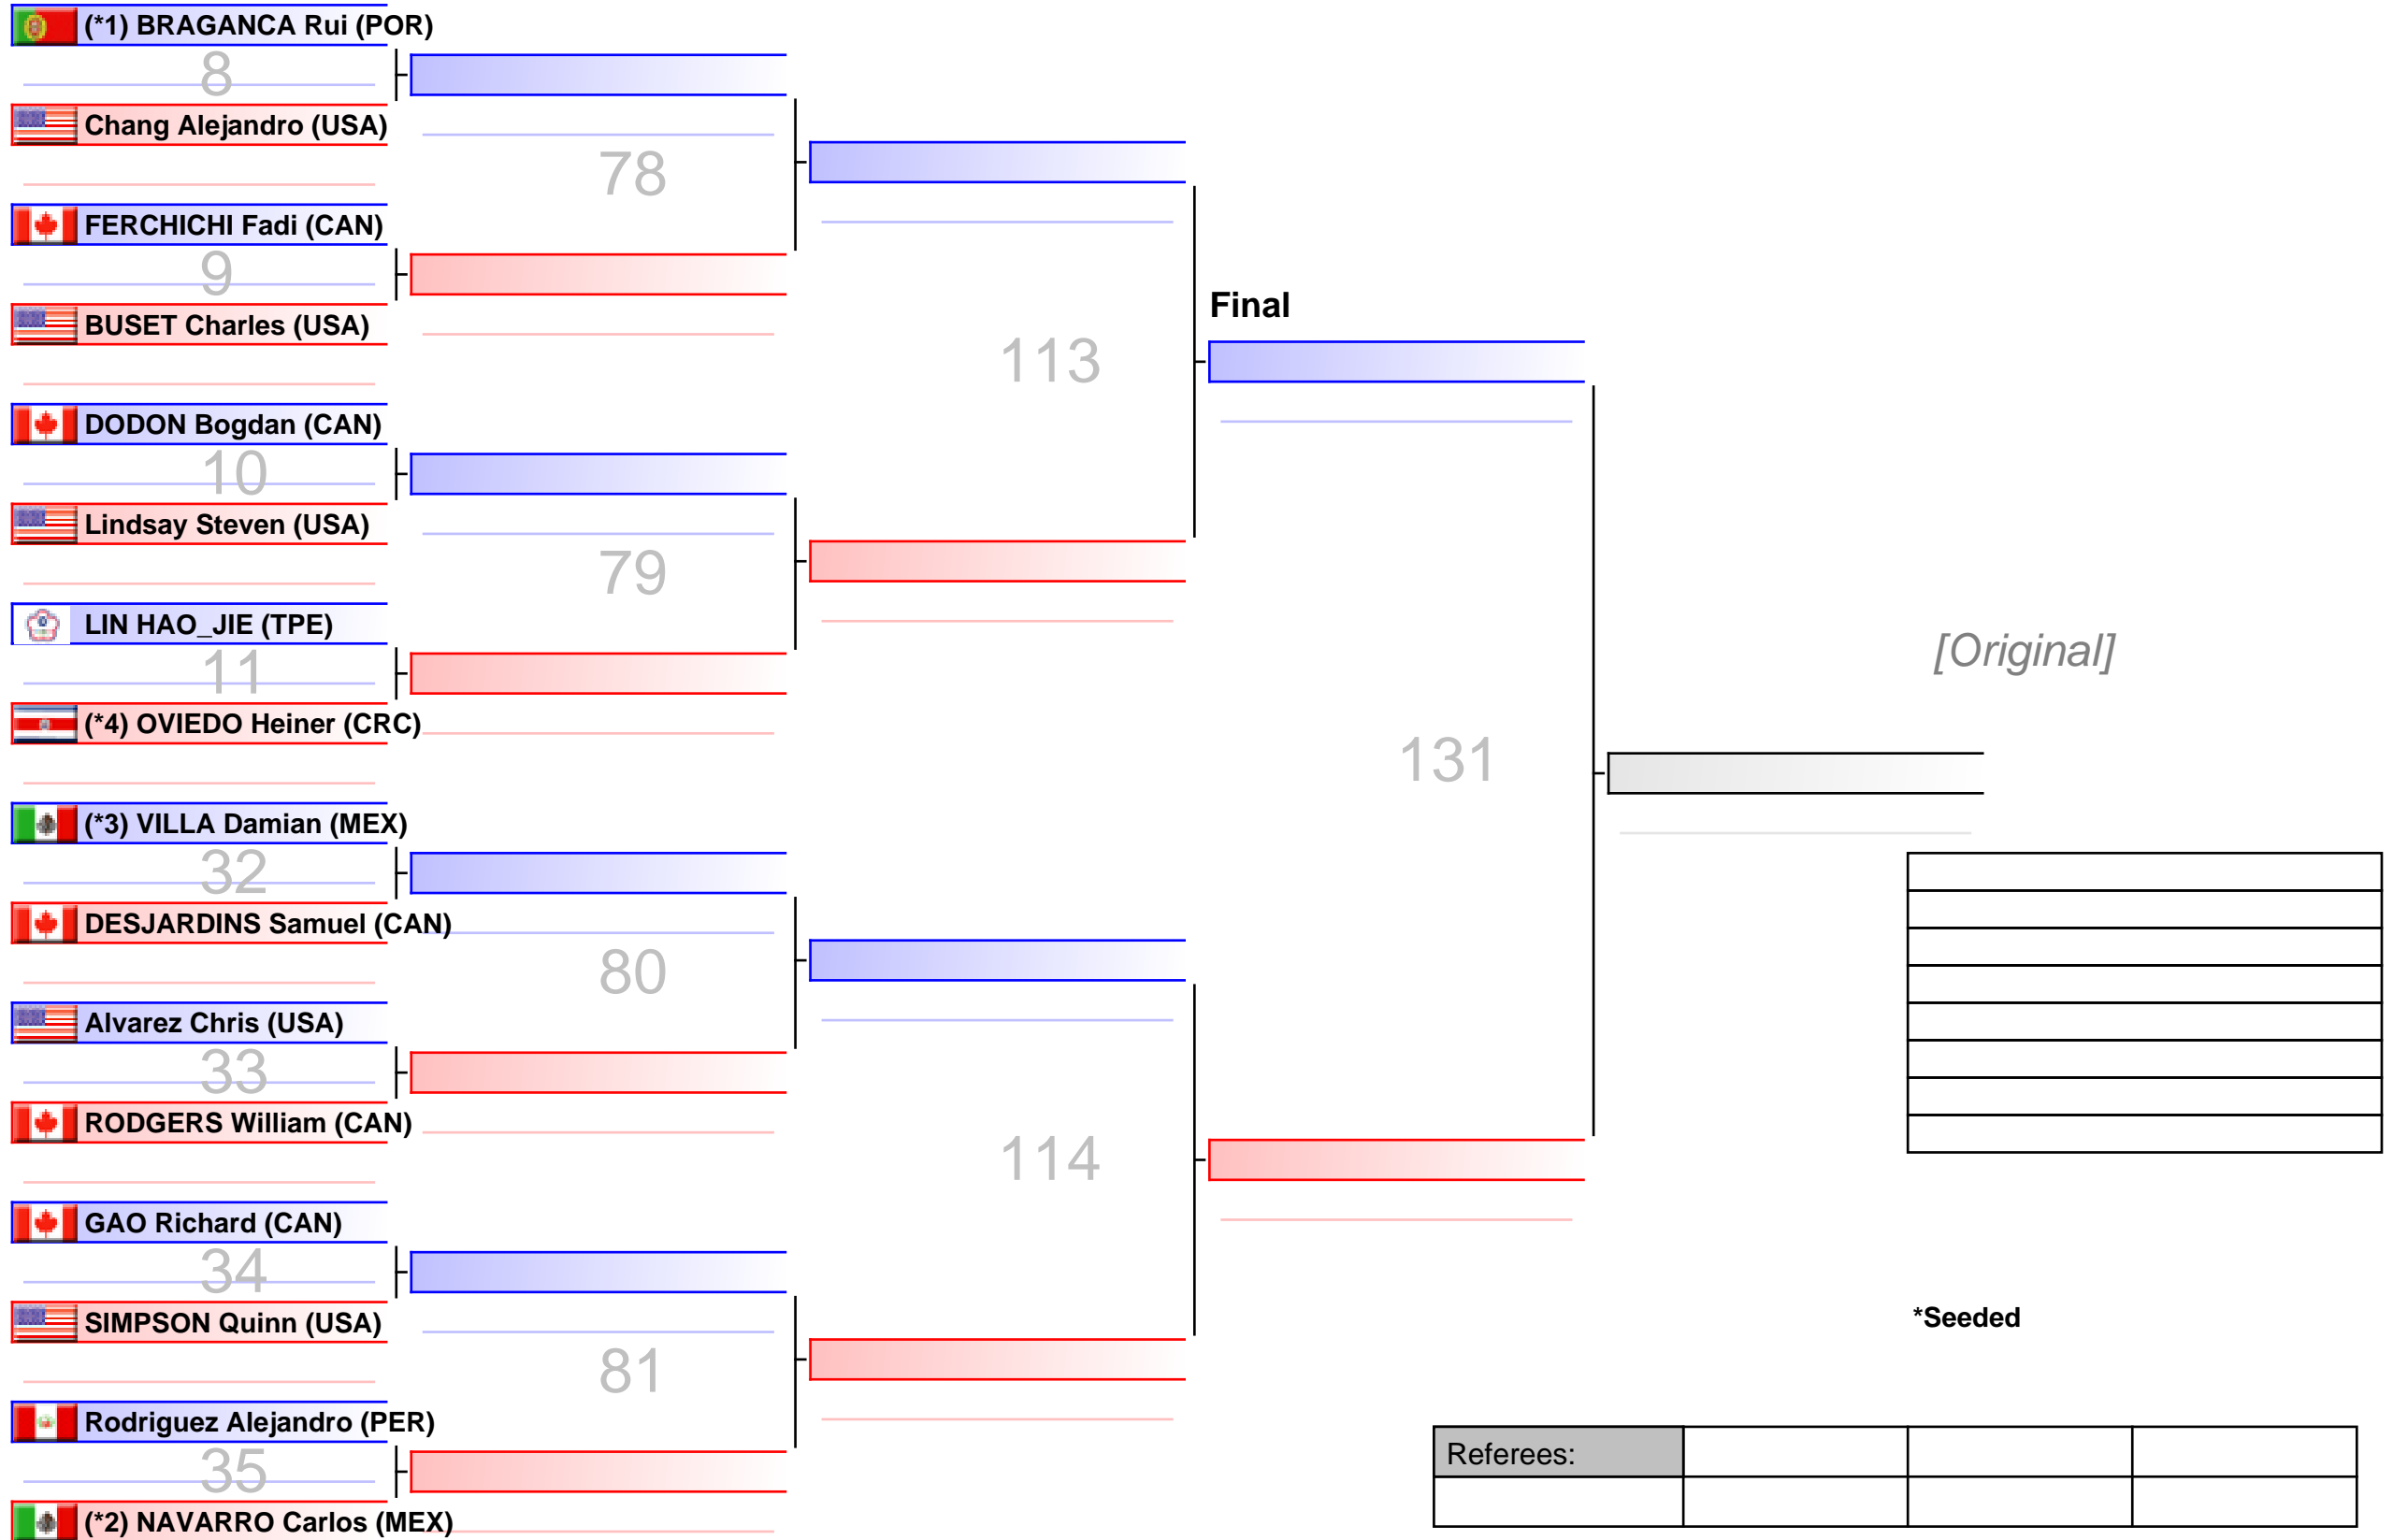 (*1) BRAGANCA Rui (POR)
8
Chang Alejandro (USA)
78
FERCHICHI Fadi (CAN)
9
BUSET Charles (USA)
Final
113
DODON Bogdan (CAN)
10
Lindsay Steven (USA)
79
LIN HAO_JIE (TPE)
11
[Original]
(*4) OVIEDO Heiner (CRC)
131
(*3) VILLA Damian (MEX)
32
DESJARDINS Samuel (CAN)
80
Alvarez Chris (USA)
33
RODGERS William (CAN)
114
GAO Richard (CAN)
34
SIMPSON Quinn (USA)
*Seeded
81
Rodriguez Alejandro (PER)
Referees:
35
(*2) NAVARRO Carlos (MEX)